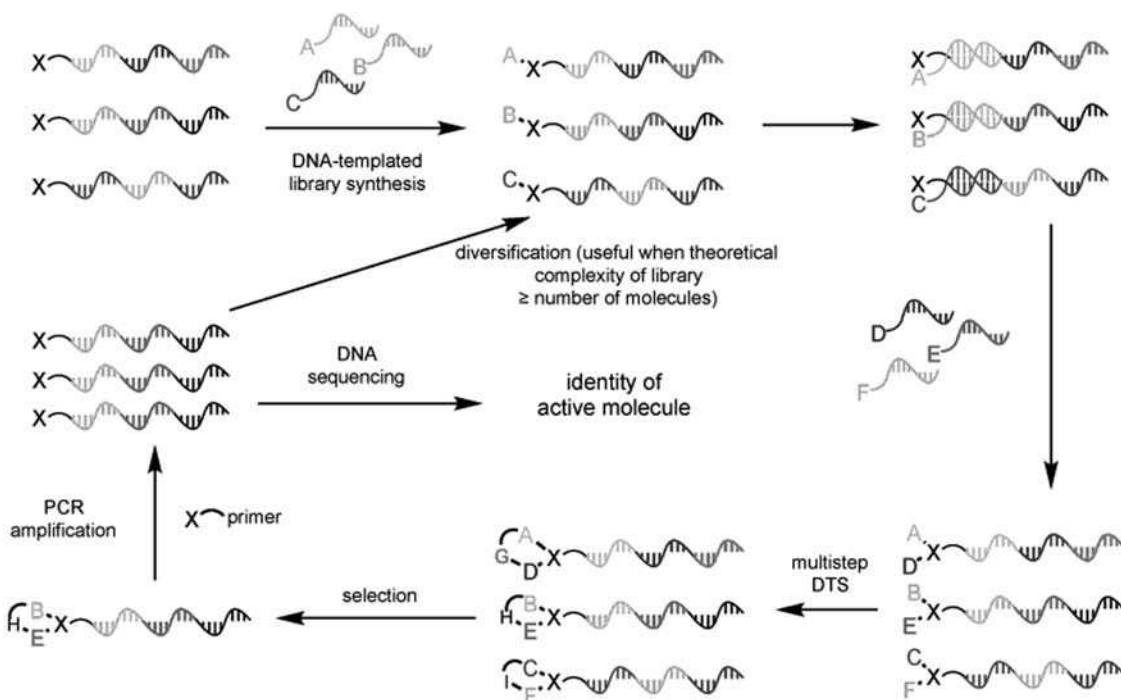 X
X
X
A
B
C
DNA-templated
library synthesis
A
X
B
X
C
X
X
A
X
B
X
C
diversification (useful when theoretical
complexity of library
≥ number of molecules)
D
E
F
X
X
X
DNA
sequencing
identity of
active molecule
PCR
amplification
X
primer
A
X
D
B
X
E
C
X
F
multistep
DTS
A
G
X
D
B
H
X
E
C
I
X
F
selection
B
H
X
E